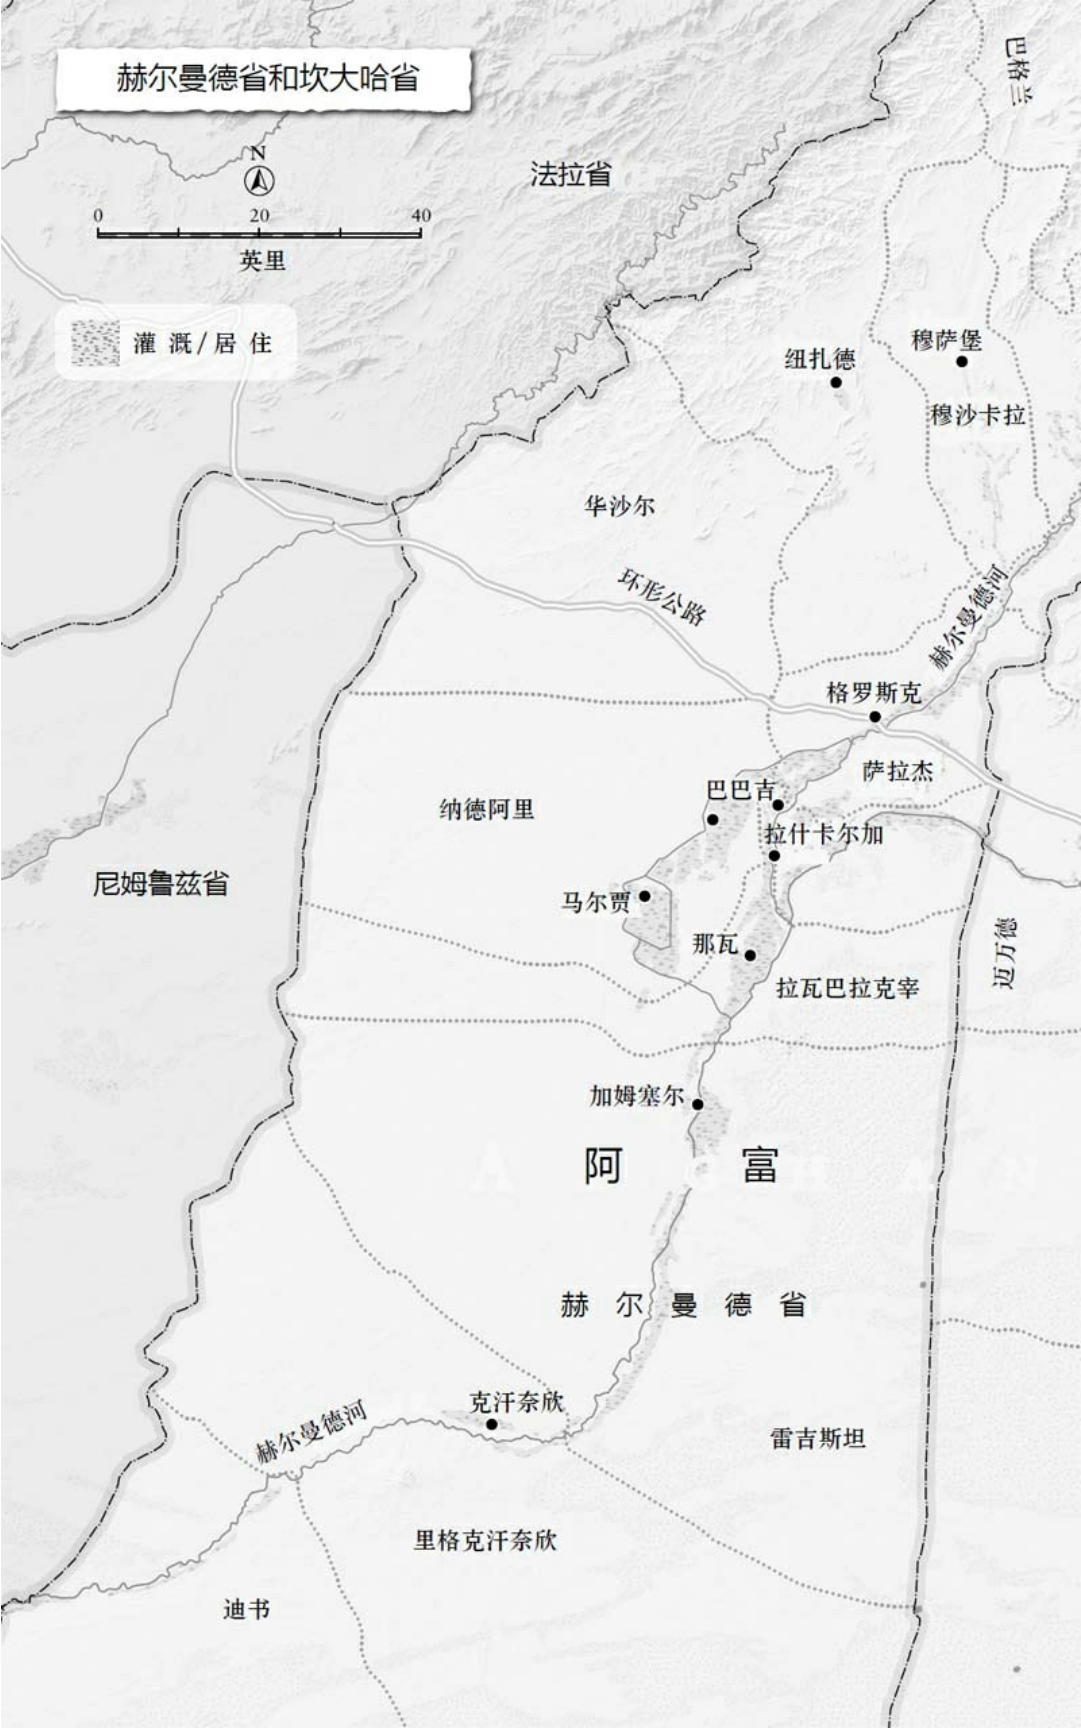 巴格兰
赫尔曼德省和坎大哈省
N
法拉省
0 20 40
英里
灌溉/居住
穆萨堡
纽扎德
穆沙卡拉
华沙尔
环形公路
赫尔曼德河
格罗斯克
萨拉杰
巴巴吉
纳德阿里
拉什卡尔加
尼姆鲁兹省
马尔贾
那瓦
迈万德
拉瓦巴拉克宰
加姆塞尔
阿 富
赫尔曼德省
克汗奈欣
赫尔曼德河
雷吉斯坦
里格克汗奈欣
迪书